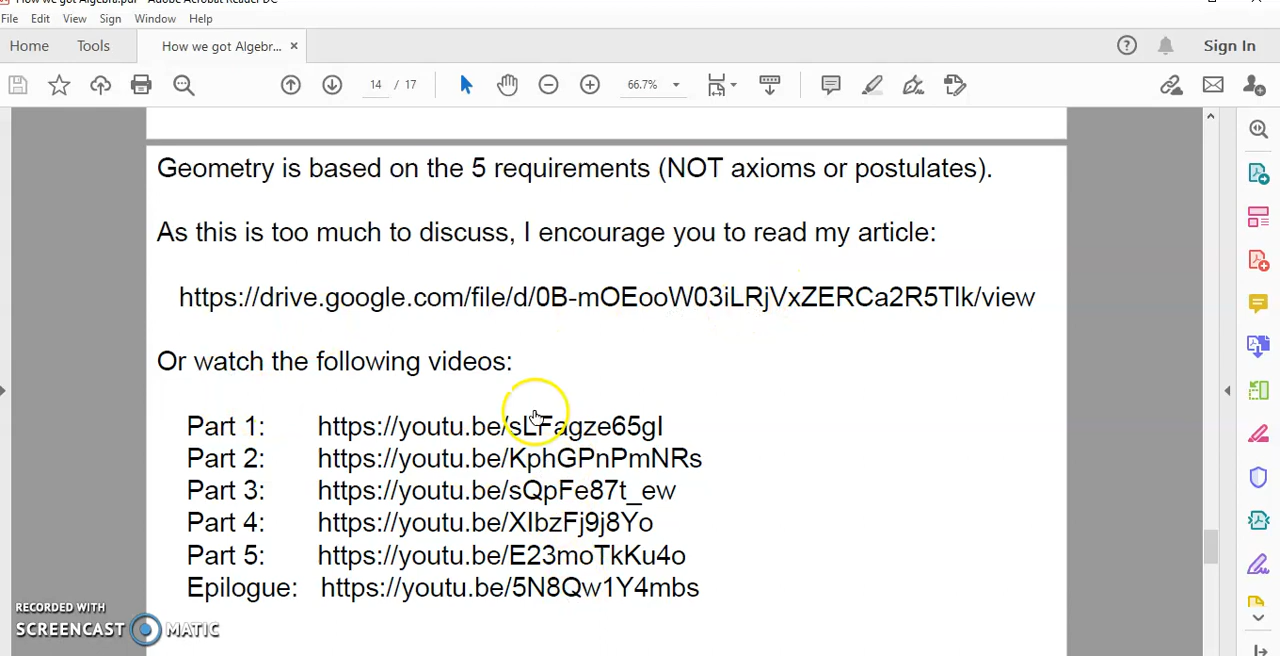 How we got Algebra.pdf - Adobe Acrobat Reader DC
File Edit View Sign Window Help
Home Tools How we got Algebr... × Sign In
14 / 17 66.7%
Geometry is based on the 5 requirements (NOT axioms or postulates).
As this is too much to discuss, I encourage you to read my article:
https://drive.google.com/file/d/0B-mOEooW03iLRjVxZERCa2R5Tlk/view
Or watch the following videos:
Part 1: https://youtu.be/sLFagze65gI
Part 2: https://youtu.be/KphGPnPmNRs
Part 3: https://youtu.be/sQpFe87t_ew
Part 4: https://youtu.be/XIbzFj9j8Yo
Part 5: https://youtu.be/E23moTkKu4o
Epilogue: https://youtu.be/5N8Qw1Y4mbs
RECORDED WITH
SCREENCAST MATIC